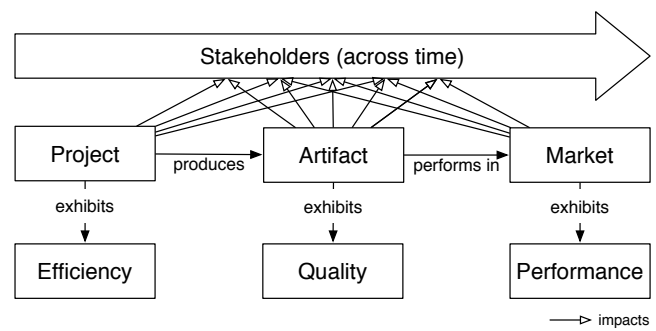 Stakeholders (across time)
Project
produces
Artifact
performs in
Market
exhibits
exhibits
exhibits
Efficiency
Quality
Performance
impacts